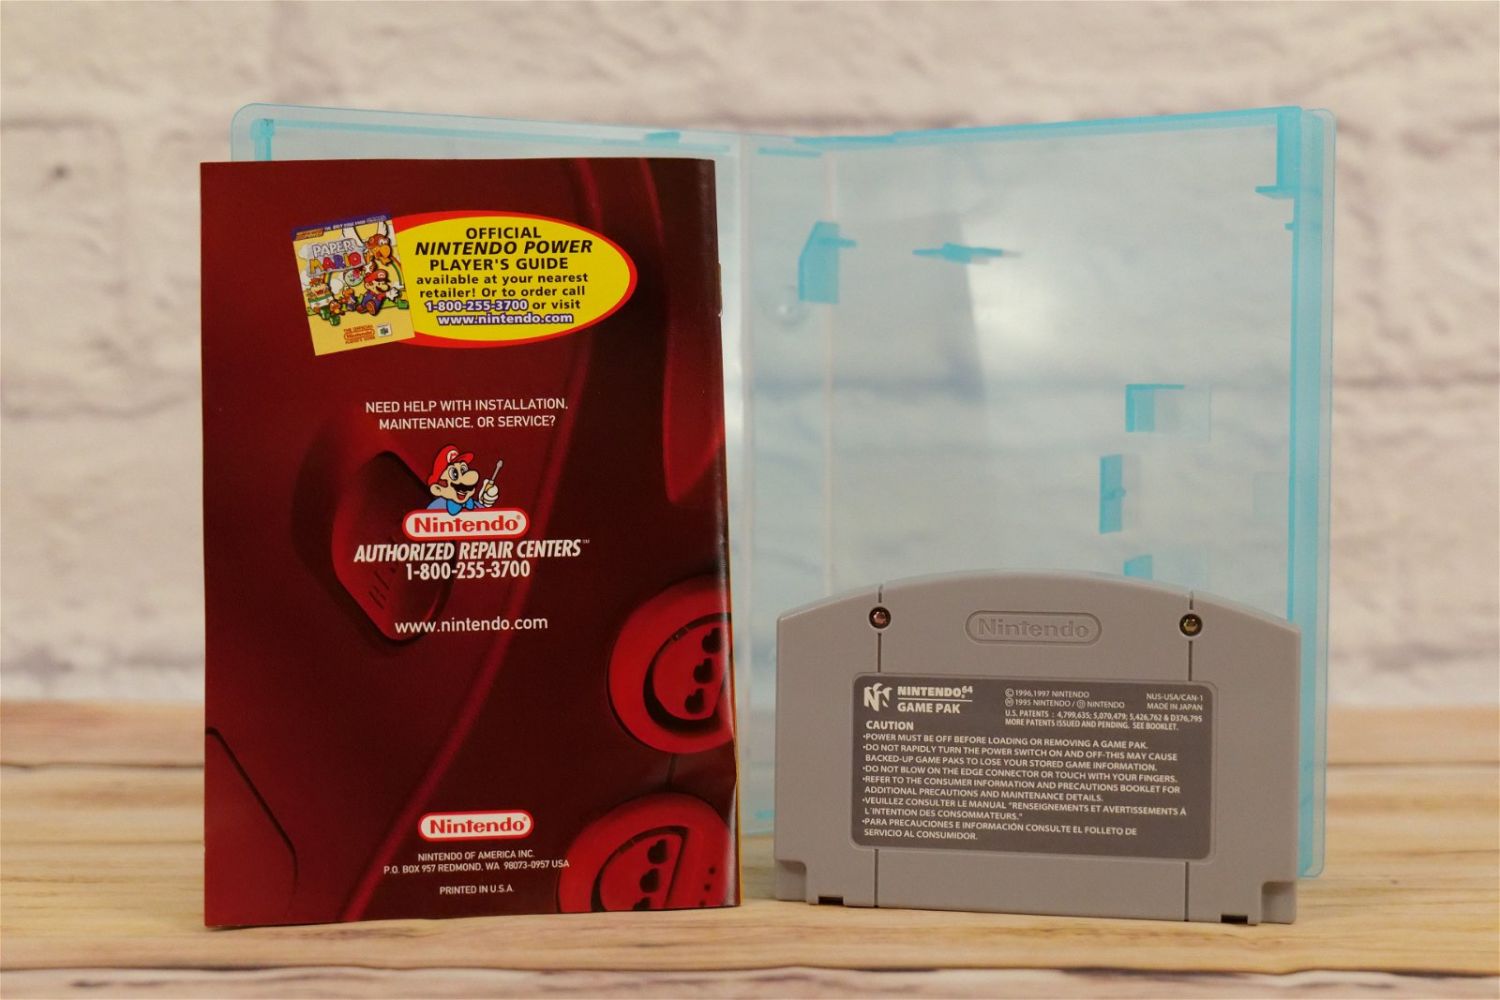 PAPER
MARIO
OFFICIAL
NINTENDO POWER
PLAYER'S GUIDE
available at your nearest
retailer! Or to order call
1-800-255-3700 or visit
www.nintendo.com
NEED HELP WITH INSTALLATION,
MAINTENANCE, OR SERVICE?
Nintendo®
AUTHORIZED REPAIR CENTERS™
1-800-255-3700
www.nintendo.com
Nintendo®
NINTENDO OF AMERICA INC.
P.O. BOX 957 REDMOND, WA 98073-0957 USA
PRINTED IN U.S.A.
Nintendo
NINTENDO64
GAME PAK
©1996,1997 NINTENDO
Ⓜ1995 NINTENDO / Ⓓ NINTENDO
NUS-USA/CAN-1
MADE IN JAPAN
U.S. PATENTS : 4,799,635; 5,070,479; 5,426,762 & D376,795
MORE PATENTS ISSUED AND PENDING. SEE BOOKLET.
CAUTION
•POWER MUST BE OFF BEFORE LOADING OR REMOVING A GAME PAK.
•DO NOT RAPIDLY TURN THE POWER SWITCH ON AND OFF-THIS MAY CAUSE
BACKED-UP GAME PAKS TO LOSE YOUR STORED GAME INFORMATION.
•DO NOT BLOW ON THE EDGE CONNECTOR OR TOUCH WITH YOUR FINGERS.
•REFER TO THE CONSUMER INFORMATION AND PRECAUTIONS BOOKLET FOR
ADDITIONAL PRECAUTIONS AND MAINTENANCE DETAILS.
•VEUILLEZ CONSULTER LE MANUAL "RENSEIGNEMENTS ET AVERTISSEMENTS À
L'INTENTION DES CONSOMMATEURS."
•PARA PRECAUCIONES E INFORMACIÓN CONSULTE EL FOLLETO DE
SERVICIO AL CONSUMIDOR.